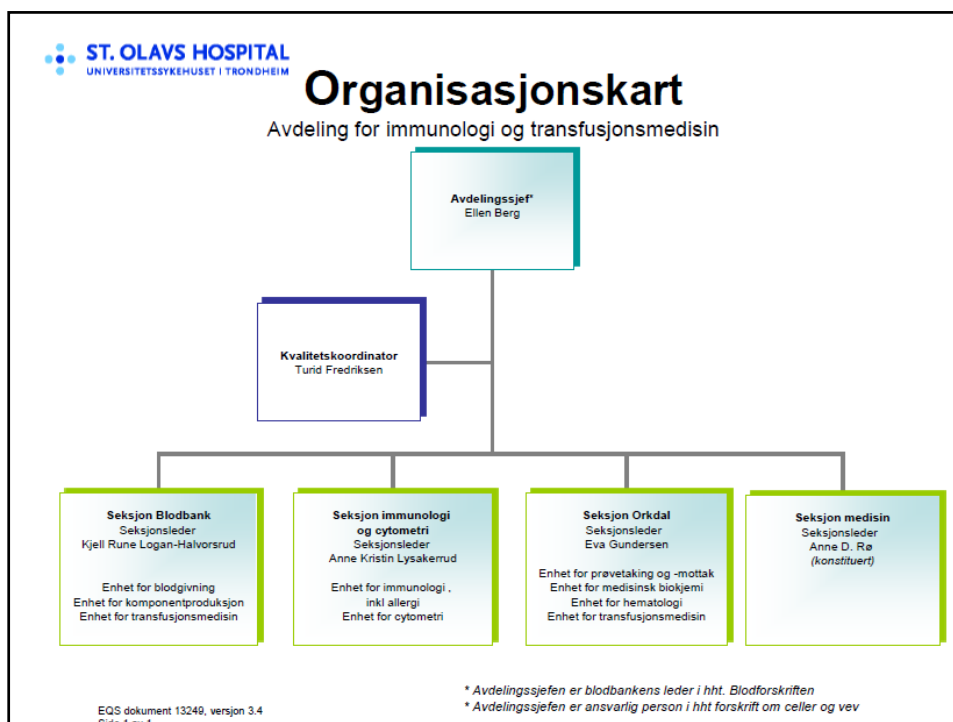 ST. OLAVS HOSPITAL
UNIVERSITETSSYKEHUSET I TRONDHEIM
Organisasjonskart
Avdeling for immunologi og transfusjonsmedisin
Avdelingssjef*
Ellen Berg
Kvalitetskoordinator
Turid Fredriksen
Seksjon Blodbank
Seksjonsleder
Kjell Rune Logan-Halvorsrud
Enhet for blodgivning
Enhet for komponentproduksjon
Enhet for transfusjonsmedisin
Seksjon immunologi
og cytometri
Seksjonsleder
Anne Kristin Lysakerrud
Enhet for immunologi ,
inkl allergi
Enhet for cytometri
Seksjon Orkdal
Seksjonsleder
Eva Gundersen
Enhet for prøvetaking og -mottak
Enhet for medisinsk biokjemi
Enhet for hematologi
Enhet for transfusjonsmedisin
Seksjon medisin
Seksjonsleder
Anne D. Rø
(konstituert)
* Avdelingssjefen er blodbankens leder i hht. Blodforskriften
* Avdelingssjefen er ansvarlig person i hht forskrift om celler og vev
EQS dokument 13249, versjon 3.4
Side 1 av 1